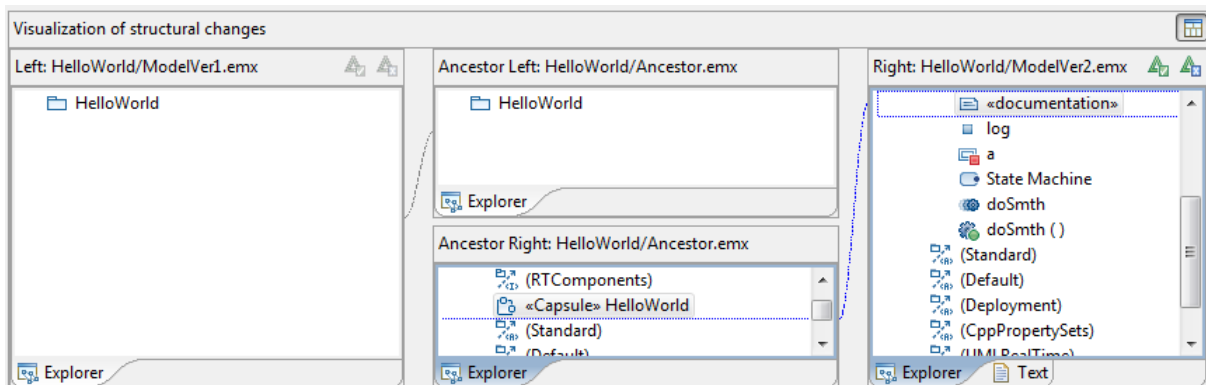 Visualization of structural changes
Left: HelloWorld/ModelVer1.emx
HelloWorld
Explorer
Ancestor Left: HelloWorld/Ancestor.emx
HelloWorld
Explorer
Ancestor Right: HelloWorld/Ancestor.emx
(RTComponents)
«Capsule» HelloWorld
(Standard)
(Default)
Explorer
Right: HelloWorld/ModelVer2.emx
«documentation»
log
a
State Machine
doSmth
doSmth ( )
(Standard)
(Default)
(Deployment)
(CppPropertySets)
(UMLRealTime)
Explorer
Text